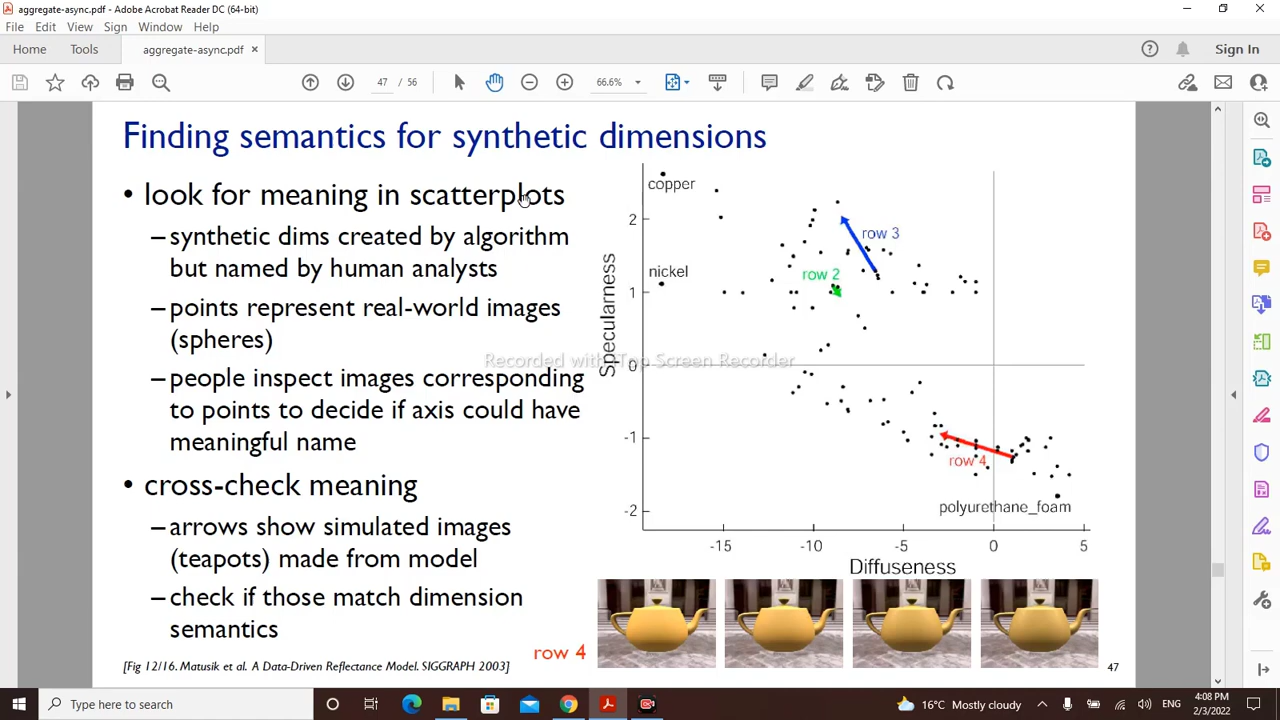 aggregate-async.pdf - Adobe Acrobat Reader DC (64-bit)
File Edit View Sign Window Help
Home Tools aggregate-async.pdf × Sign In
47 / 56 66.6%
Finding semantics for synthetic dimensions
• look for meaning in scatterplots
– synthetic dims created by algorithm
but named by human analysts
– points represent real-world images
(spheres)
– people inspect images corresponding
to points to decide if axis could have
meaningful name
• cross-check meaning
– arrows show simulated images
(teapots) made from model
– check if those match dimension
semantics
[Fig 12/16. Matusik et al. A Data-Driven Reflectance Model. SIGGRAPH 2003]
copper
2
row 3
nickel
row 2
1
Specularness
0
-1
row 4
polyurethane_foam
-2
-15 -10 -5 0 5
Diffuseness
row 4
47
Recorded with iTop Screen Recorder
Type here to search
16°C Mostly cloudy
ENG
4:08 PM
2/3/2022